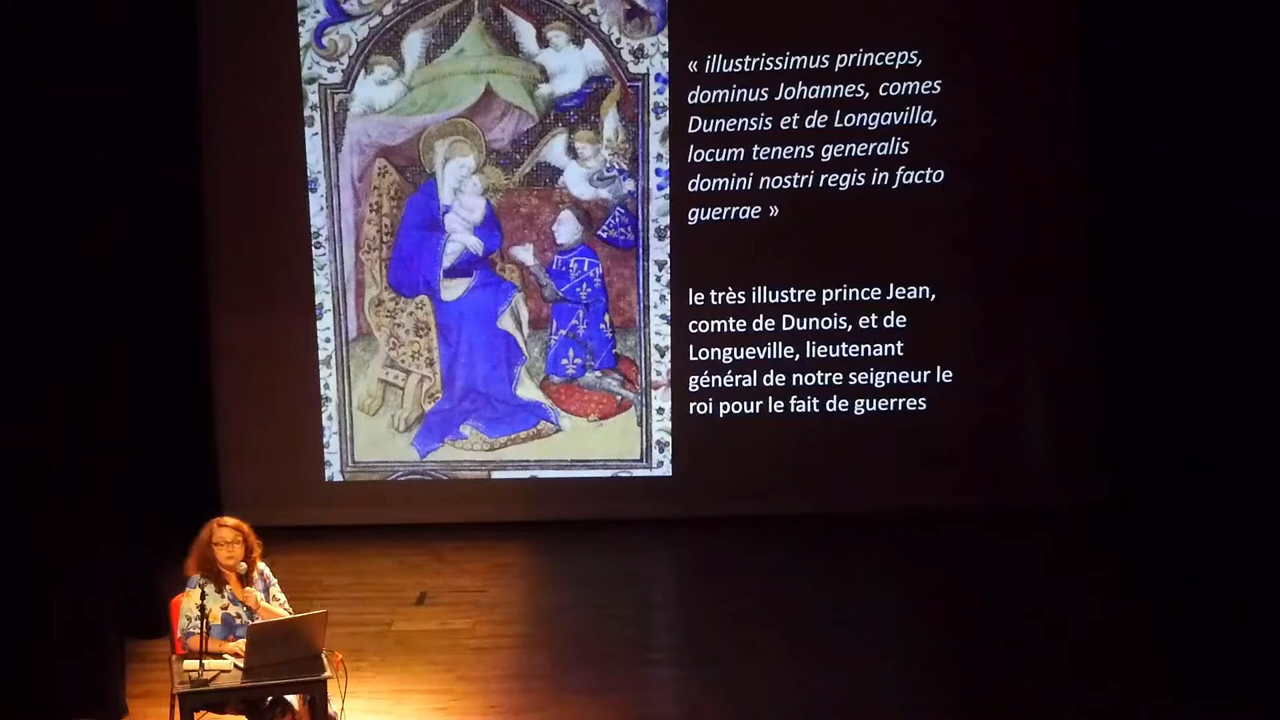 « illustrissimus princeps,
dominus Johannes, comes
Dunensis et de Longavilla,
locum tenens generalis
domini nostri regis in facto
guerrae »
le très illustre prince Jean,
comte de Dunois, et de
Longueville, lieutenant
général de notre seigneur le
roi pour le fait de guerres